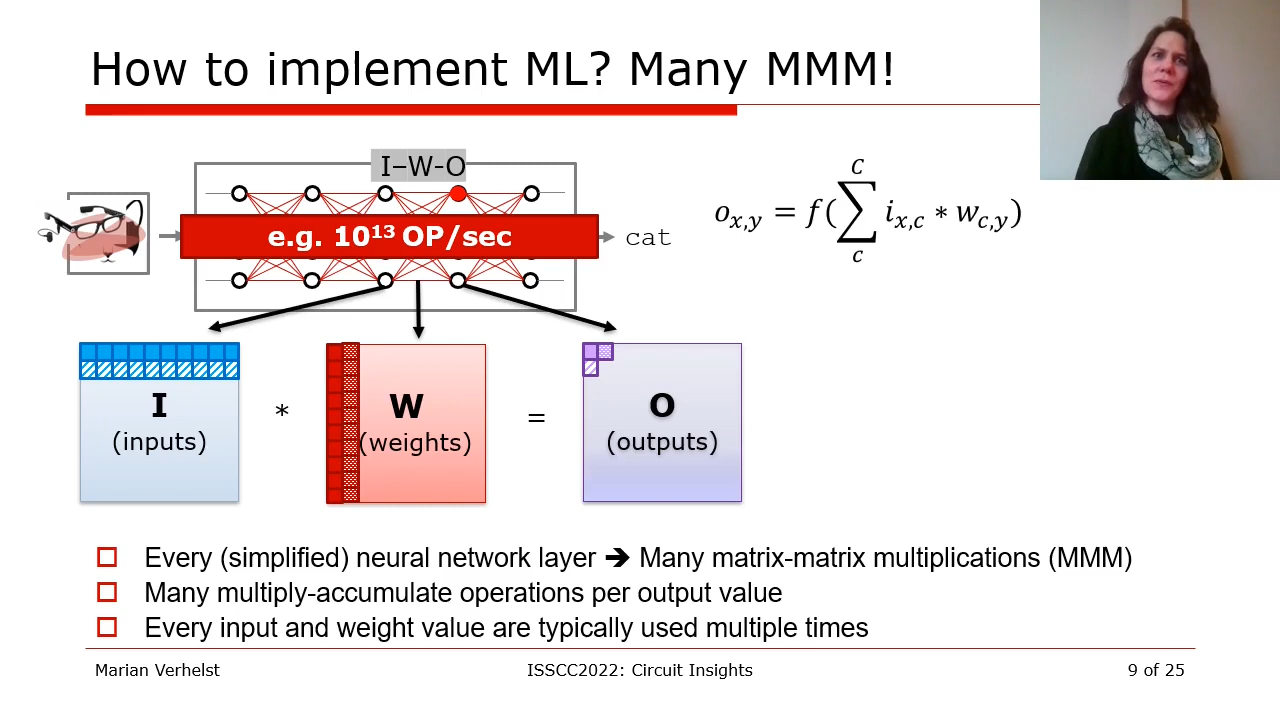 How to implement ML? Many MMM!
I–W-O
e.g. 10¹³ OP/sec
cat
C
o_{x,y} = f(∑ i_{x,c} ∗ w_{c,y})
c
I
(inputs)
*
W
(weights)
=
O
(outputs)
Every (simplified) neural network layer ➔ Many matrix-matrix multiplications (MMM)
Many multiply-accumulate operations per output value
Every input and weight value are typically used multiple times
Marian Verhelst
ISSCC2022: Circuit Insights
9 of 25